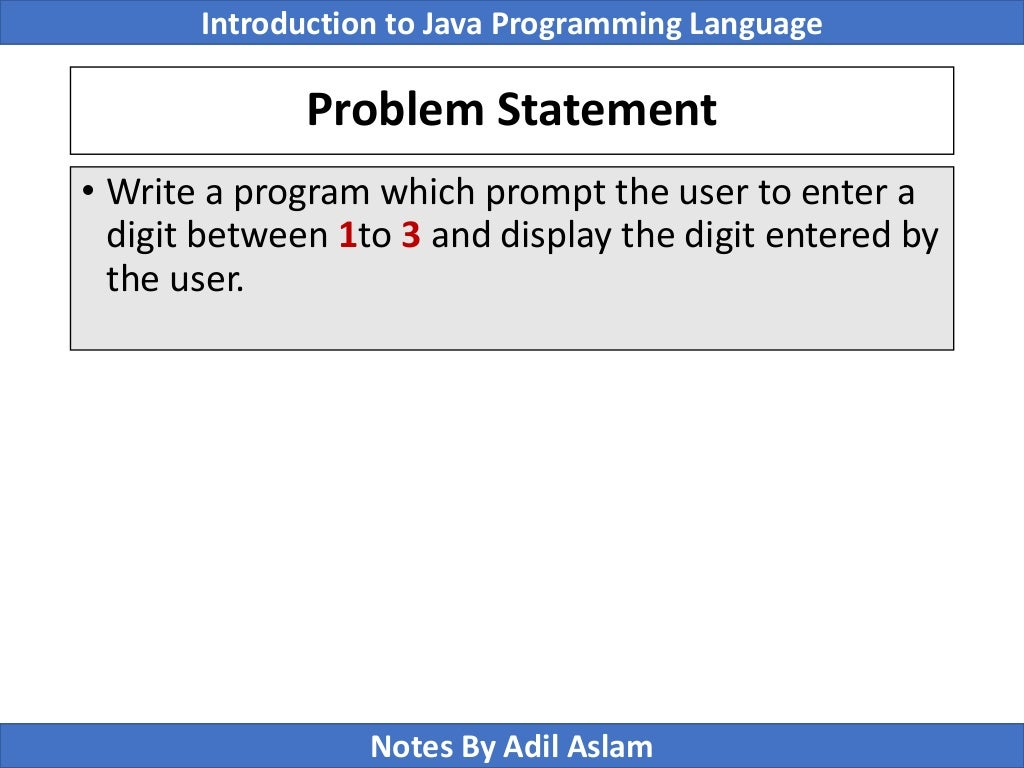 Introduction to Java Programming Language
Problem Statement
• Write a program which prompt the user to enter a
digit between 1to 3 and display the digit entered by
the user.
Notes By Adil Aslam